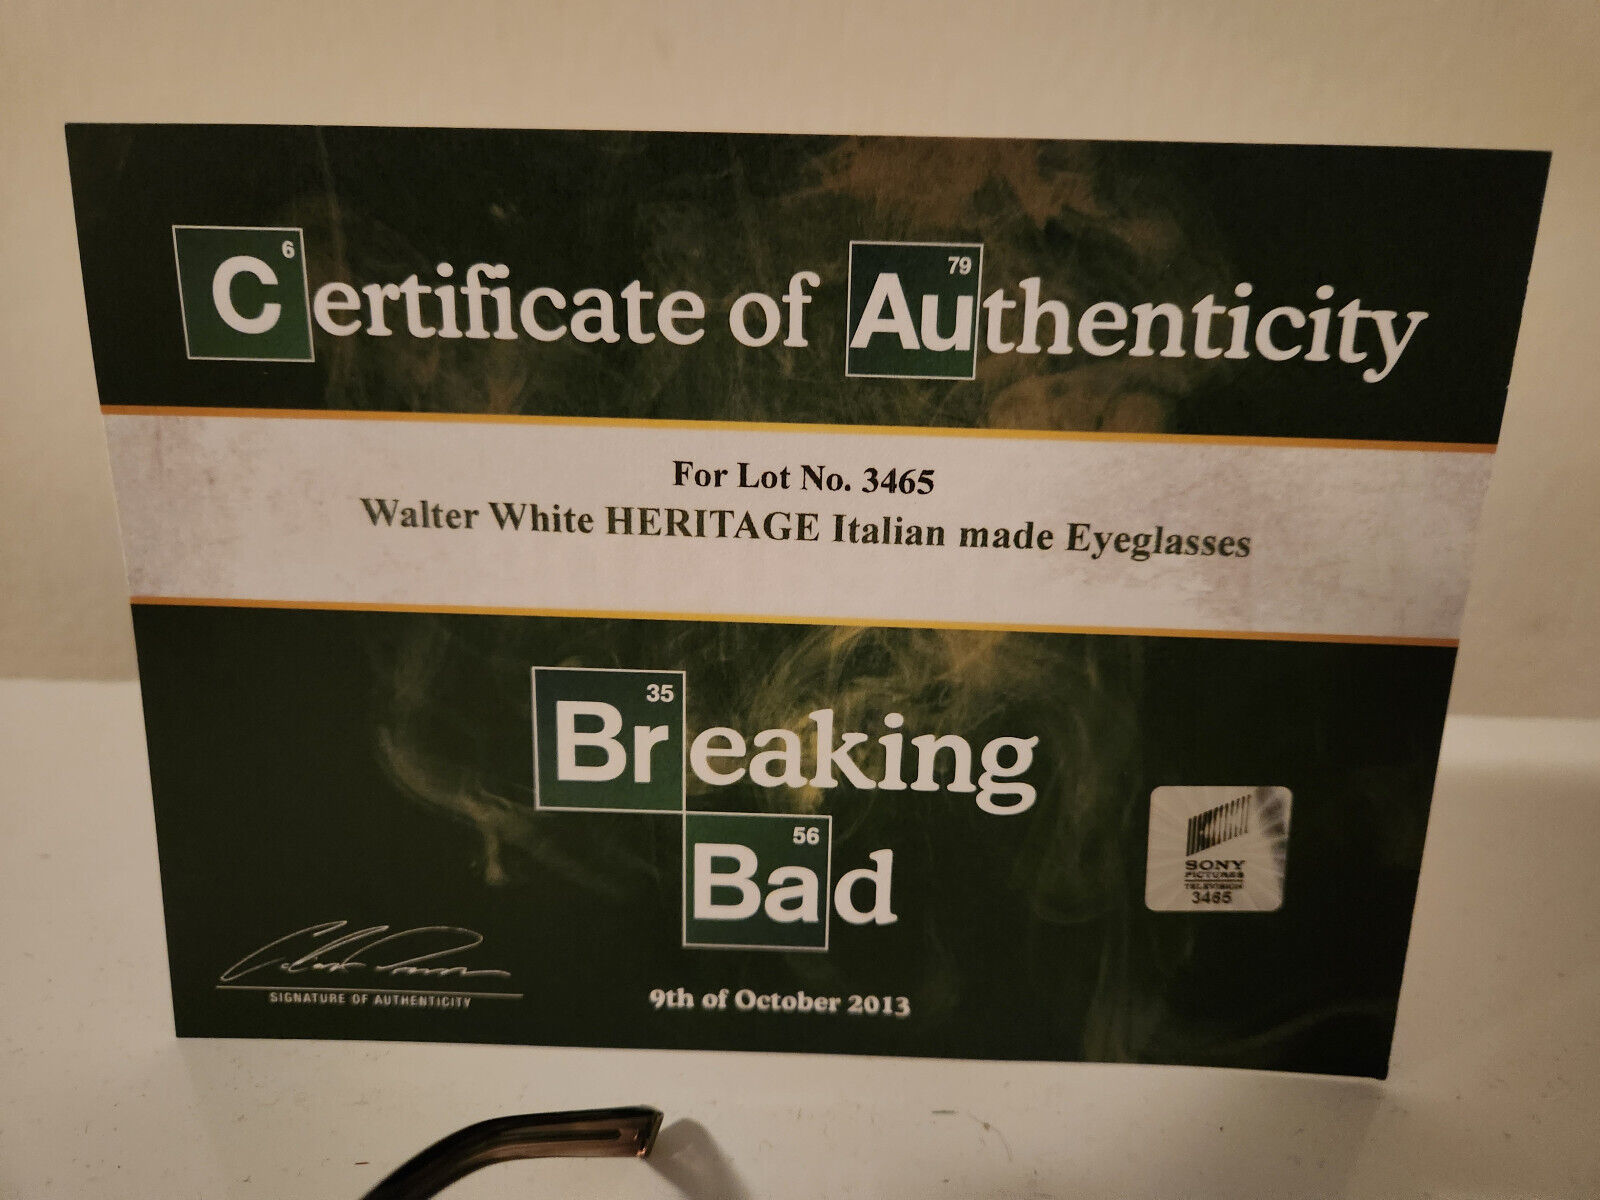 6
Certificate of
79
Authenticity
For Lot No. 3465
Walter White HERITAGE Italian made Eyeglasses
35
Breaking
56
Bad
SONY
PICTURES
TELEVISION
3465
SIGNATURE OF AUTHENTICITY
9th of October 2013